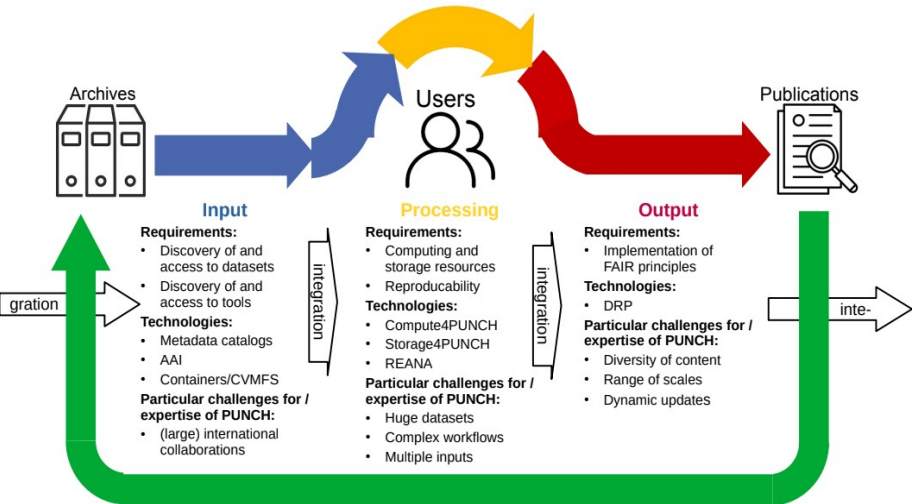 Archives
Users
Publications
Input
Requirements:
• Discovery of and
access to datasets
• Discovery of and
access to tools
Technologies:
• Metadata catalogs
• AAI
• Containers/CVMFS
Particular challenges for /
expertise of PUNCH:
• (large) international
collaborations
integration
Processing
Requirements:
• Computing and
storage resources
• Reproducability
Technologies:
• Compute4PUNCH
• Storage4PUNCH
• REANA
Particular challenges for /
expertise of PUNCH:
• Huge datasets
• Complex workflows
• Multiple inputs
integration
Output
Requirements:
• Implementation of
FAIR principles
Technologies:
• DRP
Particular challenges for /
expertise of PUNCH:
• Diversity of content
• Range of scales
• Dynamic updates
inte-
gration